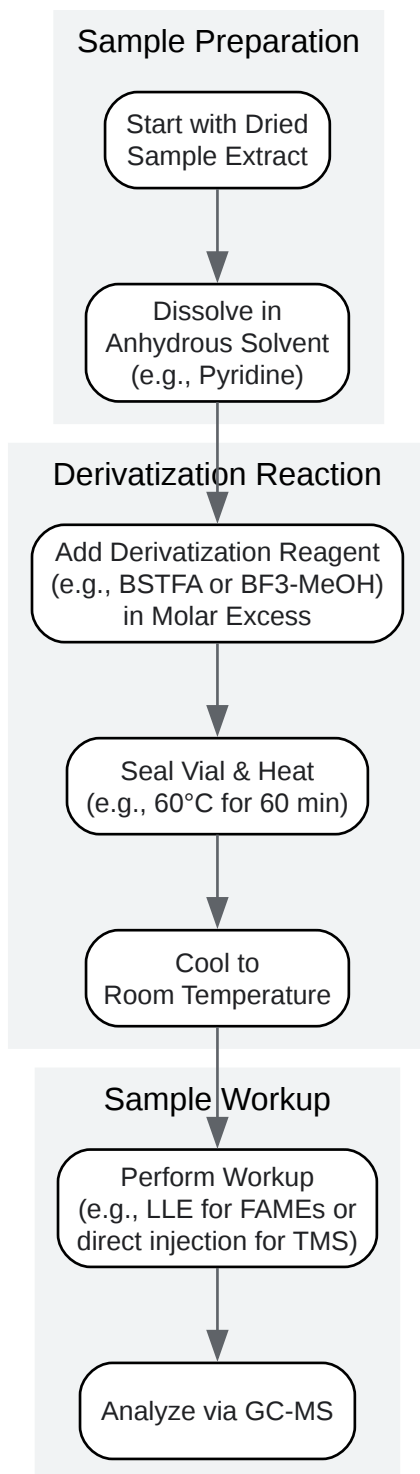 Sample Preparation
Start with Dried
Sample Extract
Dissolve in
Anhydrous Solvent
(e.g., Pyridine)
Derivatization Reaction
Add Derivatization Reagent
(e.g., BSTFA or BF3-MeOH)
in Molar Excess
Seal Vial & Heat
(e.g., 60°C for 60 min)
Cool to
Room Temperature
Sample Workup
Perform Workup
(e.g., LLE for FAMEs or
direct injection for TMS)
Analyze via GC-MS